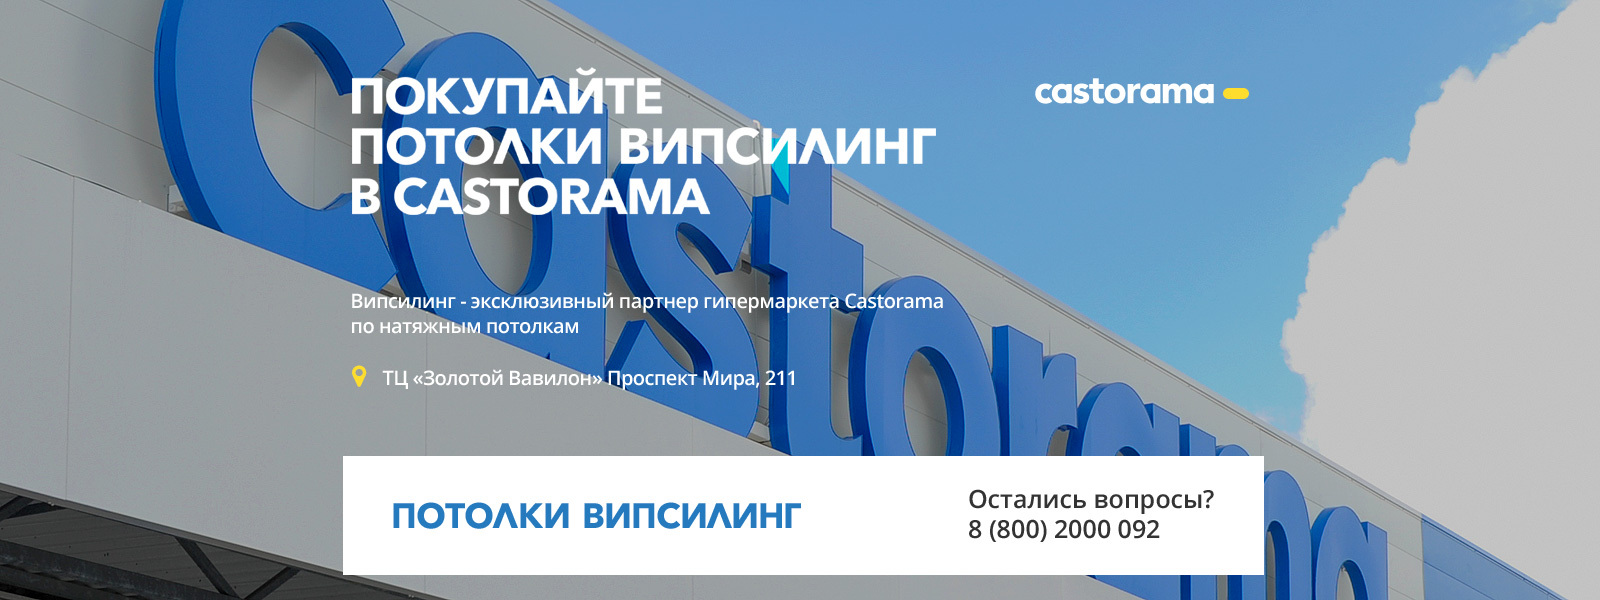 ПОКУПАЙТЕ
ПОТОЛКИ ВИПСИЛИНГ
В CASTORAMA
castorama
Castorama
Випсилинг - эксклюзивный партнер гипермаркета Castorama
по натяжным потолкам
ТЦ «Золотой Вавилон» Проспект Мира, 211
ПОТОЛКИ ВИПСИЛИНГ
Остались вопросы?
8 (800) 2000 092